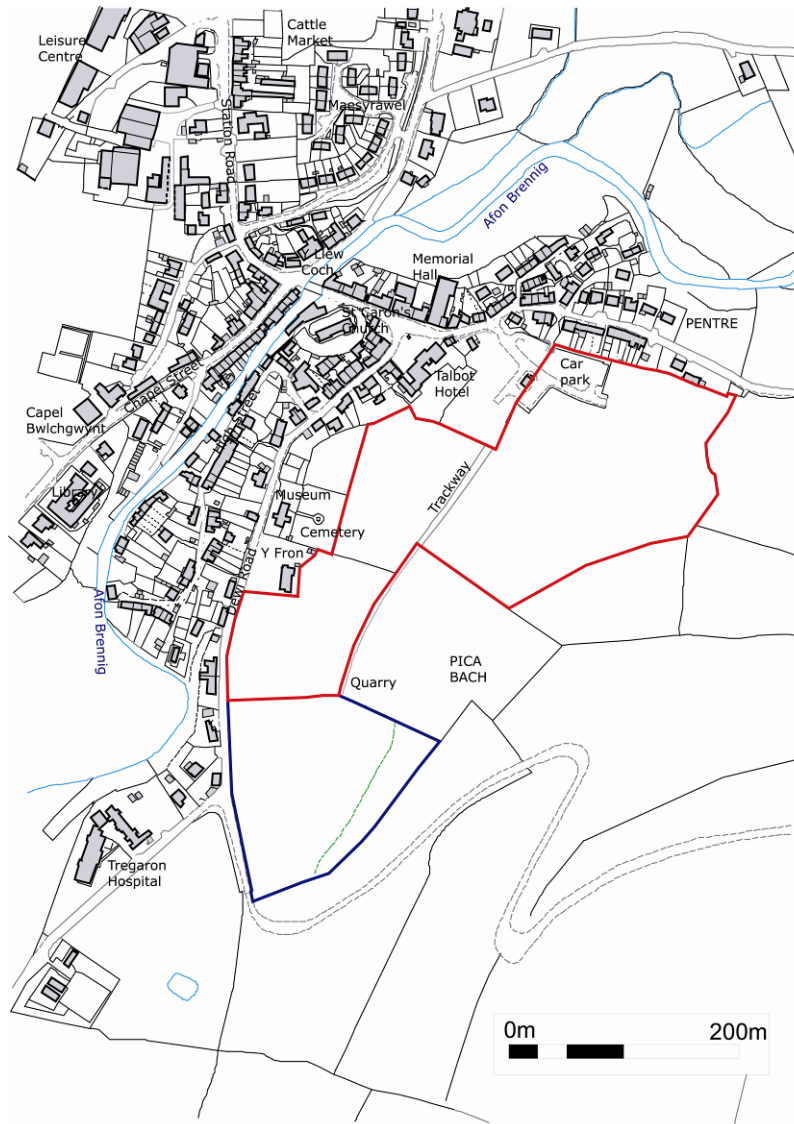 Cattle
Market
Leisure
Centre
Maesyrawel
Station Road
Afon Brennig
Y Llew
Coch
Memorial
Hall
St Caron's
Church
PENTRE
Car
park
Talbot
Hotel
Chapel Street
Capel
Bwlchgwynt
Street
Trackway
Library
Museum
Cemetery
Y Fron
Dewi Road
Afon Brennig
PICA
BACH
Quarry
Tregaron
Hospital
0m 200m